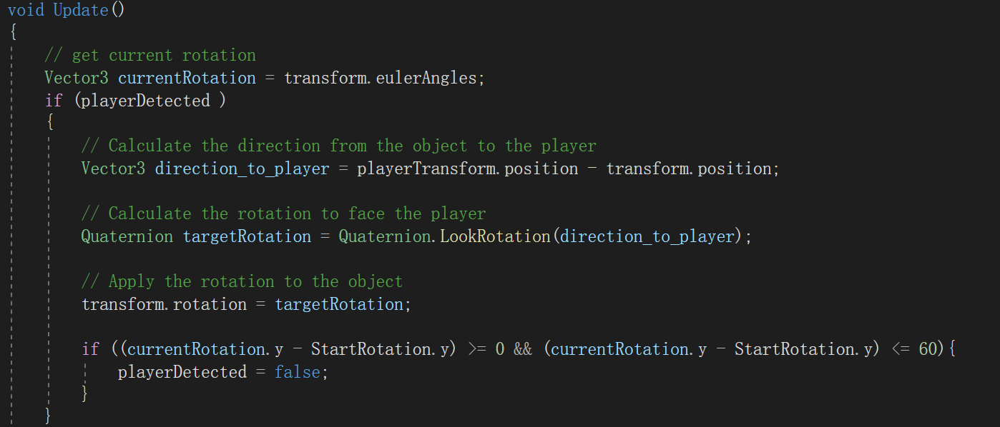 void Update()
{
// get current rotation
Vector3 currentRotation = transform.eulerAngles;
if (playerDetected )
{
// Calculate the direction from the object to the player
Vector3 direction_to_player = playerTransform.position - transform.position;
// Calculate the rotation to face the player
Quaternion targetRotation = Quaternion.LookRotation(direction_to_player);
// Apply the rotation to the object
transform.rotation = targetRotation;
if ((currentRotation.y - StartRotation.y) >= 0 && (currentRotation.y - StartRotation.y) <= 60){
playerDetected = false;
}
}